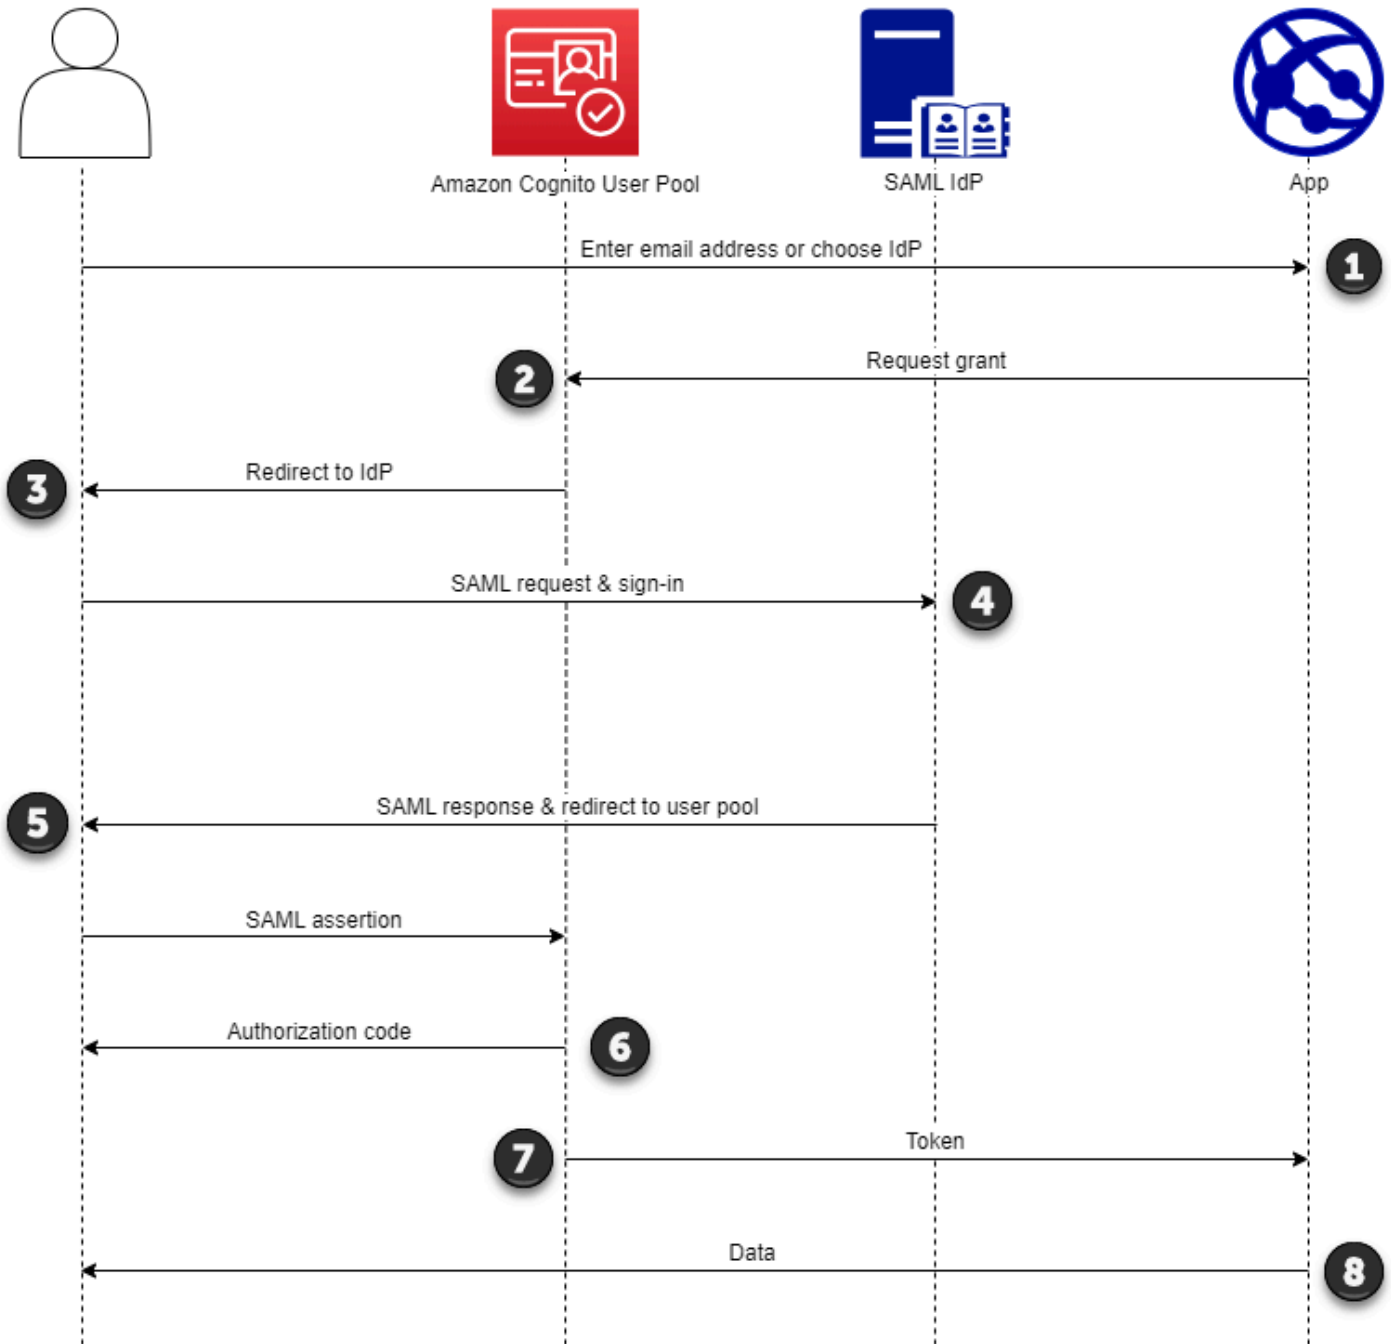 Amazon Cognito User Pool
SAML IdP
App
Enter email address or choose IdP
1
Request grant
2
Redirect to IdP
3
SAML request & sign-in
4
SAML response & redirect to user pool
5
SAML assertion
Authorization code
6
Token
7
Data
8